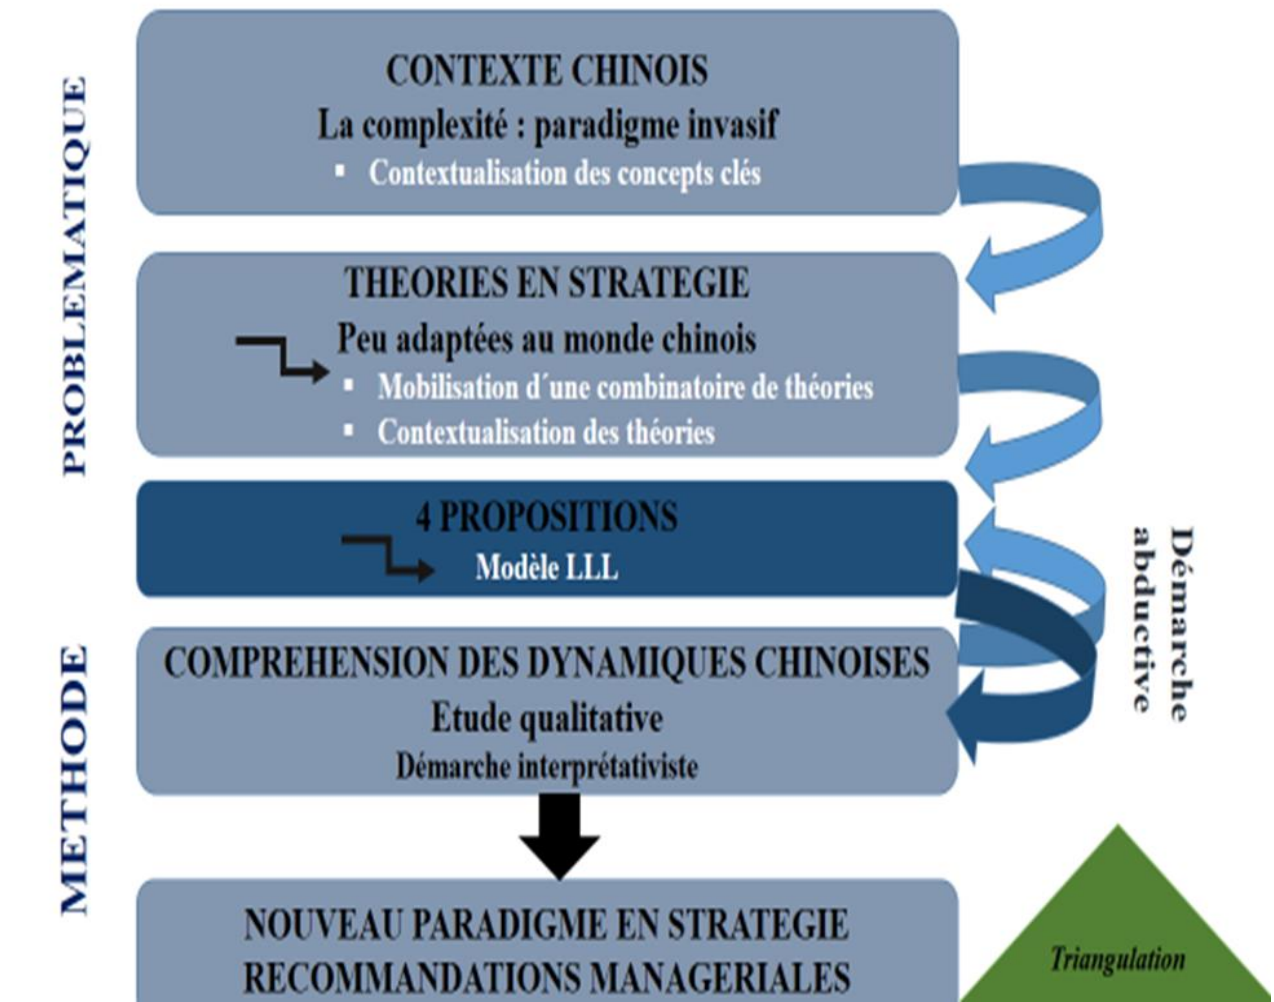 PROBLEMATIQUE
CONTEXTE CHINOIS
La complexité : paradigme invasif
▪ Contextualisation des concepts clés
THEORIES EN STRATEGIE
Peu adaptées au monde chinois
▪ Mobilisation d´une combinatoire de théories
▪ Contextualisation des théories
4 PROPOSITIONS
Modèle LLL
Démarche
abductive
METHODE
COMPREHENSION DES DYNAMIQUES CHINOISES
Etude qualitative
Démarche interprétativiste
NOUVEAU PARADIGME EN STRATEGIE
RECOMMANDATIONS MANAGERIALES
Triangulation